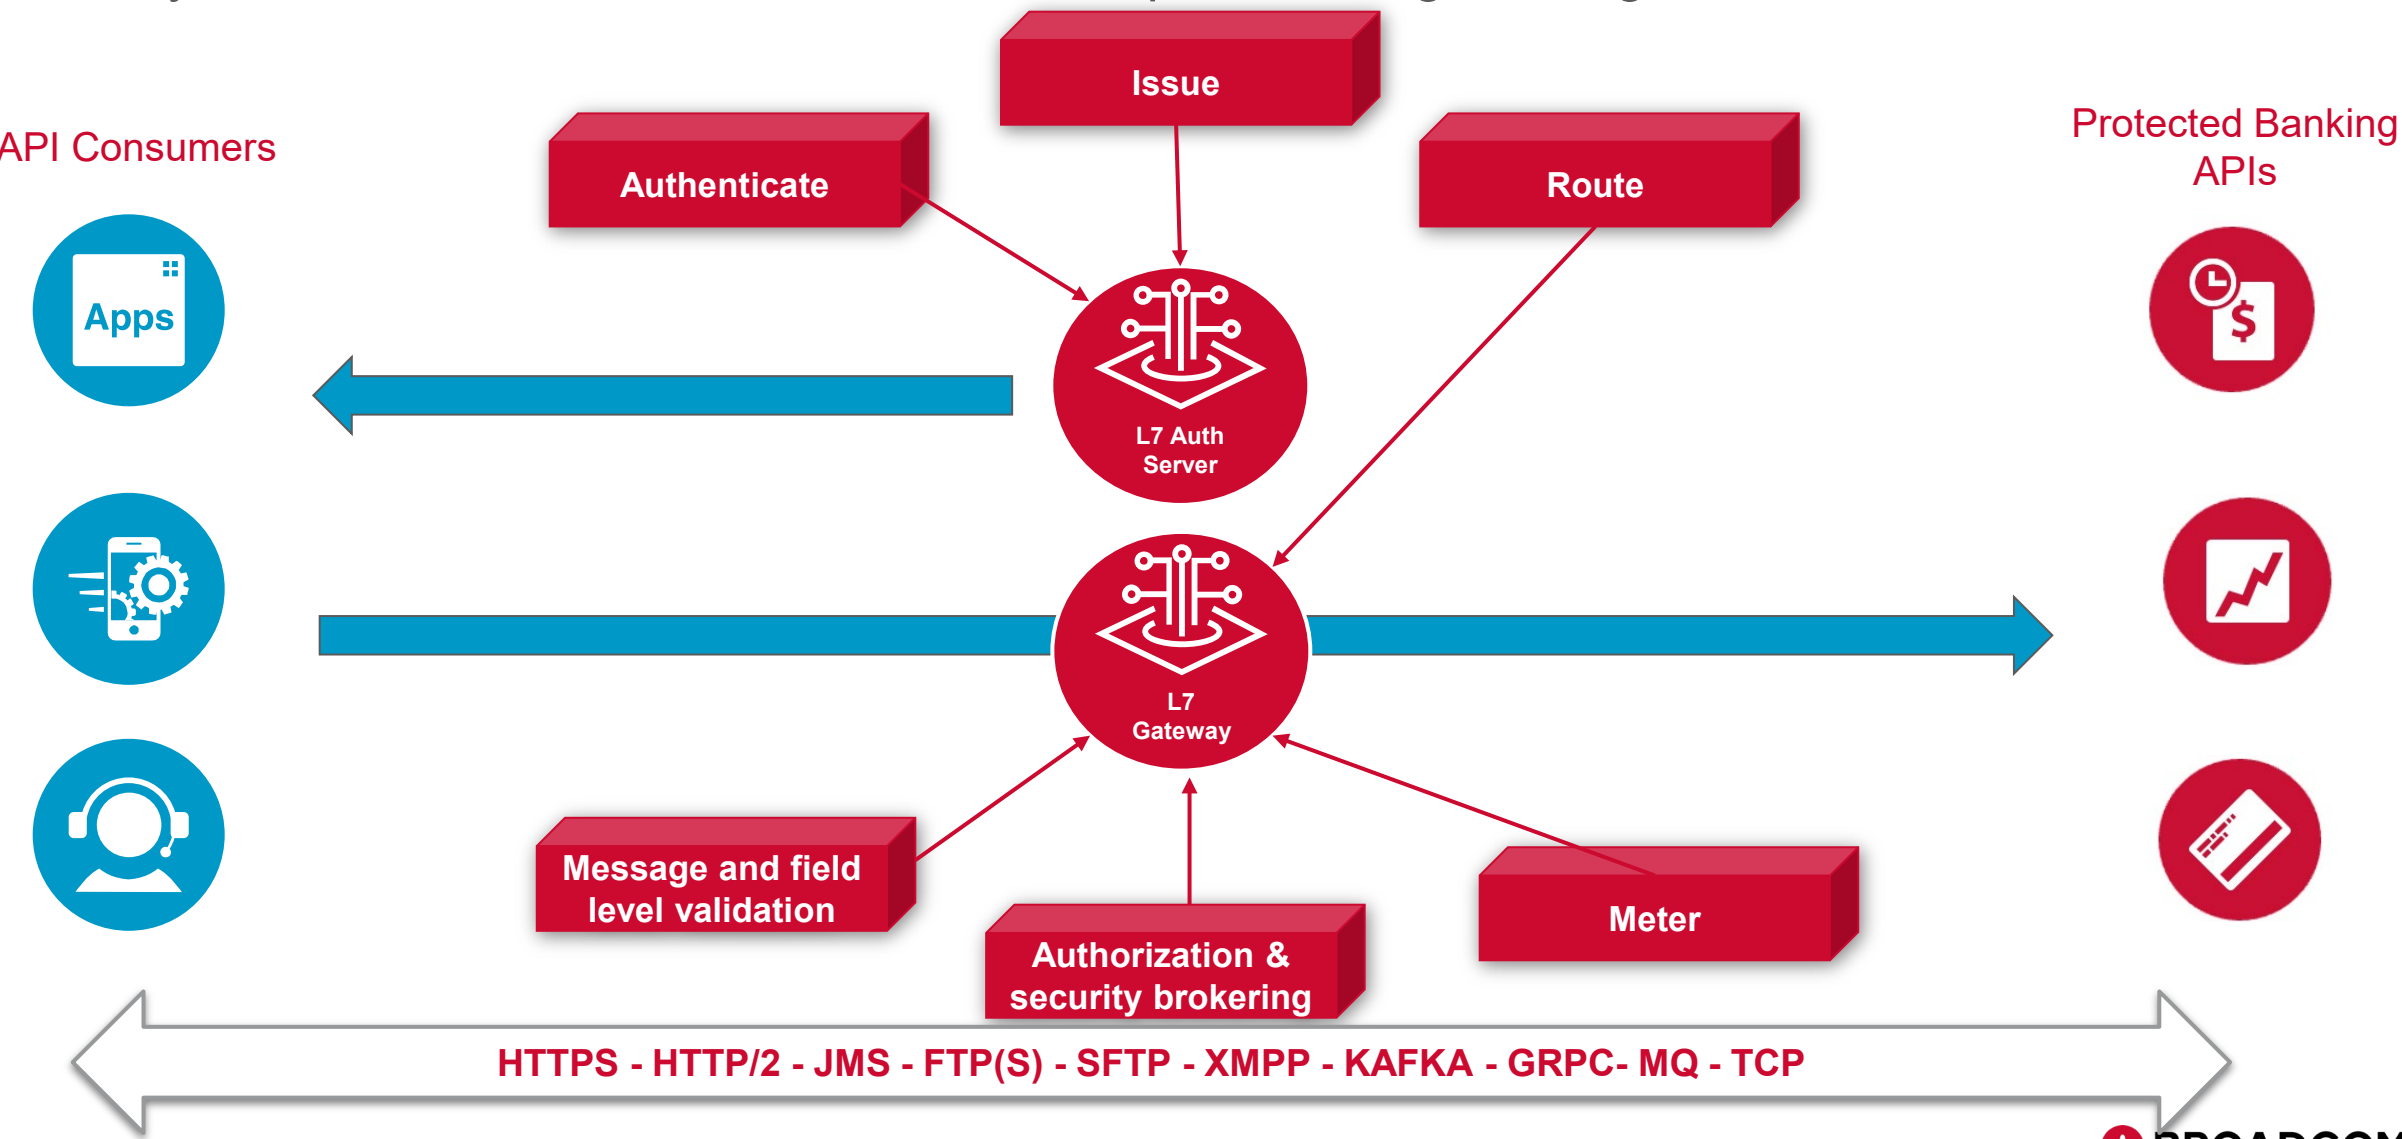 Issue
API Consumers
Authenticate
Route
Protected Banking
APIs
Apps
$
L7 Auth
Server
L7
Gateway
Message and field
level validation
Authorization &
security brokering
Meter
HTTPS - HTTP/2 - JMS - FTP(S) - SFTP - XMPP - KAFKA - GRPC- MQ - TCP
BROADCOM